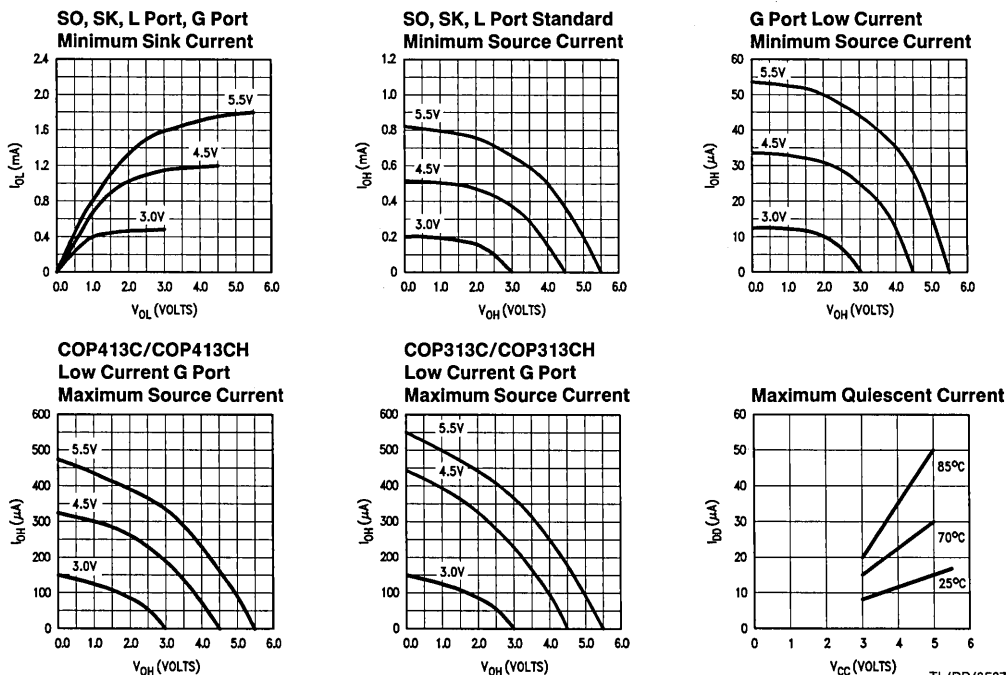 SO, SK, L Port, G Port
Minimum Sink Current
2.4
2.0
1.6
1.2
0.8
0.4
0
I_OL (mA)
5.5V
4.5V
3.0V
0.0 1.0 2.0 3.0 4.0 5.0 6.0
V_OL (VOLTS)
SO, SK, L Port Standard
Minimum Source Current
1.2
1.0
0.8
0.6
0.4
0.2
0
I_OH (mA)
5.5V
4.5V
3.0V
0.0 1.0 2.0 3.0 4.0 5.0 6.0
V_OH (VOLTS)
G Port Low Current
Minimum Source Current
60
50
40
30
20
10
0
I_OH (μA)
5.5V
4.5V
3.0V
0.0 1.0 2.0 3.0 4.0 5.0 6.0
V_OH (VOLTS)
COP413C/COP413CH
Low Current G Port
Maximum Source Current
600
500
400
300
200
100
0
I_OH (μA)
5.5V
4.5V
3.0V
0.0 1.0 2.0 3.0 4.0 5.0 6.0
V_OH (VOLTS)
COP313C/COP313CH
Low Current G Port
Maximum Source Current
600
500
400
300
200
100
0
I_OH (μA)
5.5V
4.5V
3.0V
0.0 1.0 2.0 3.0 4.0 5.0 6.0
V_OH (VOLTS)
Maximum Quiescent Current
60
50
40
30
20
10
0
I_DD (μA)
85°C
70°C
25°C
0 1 2 3 4 5 6
V_CC (VOLTS)